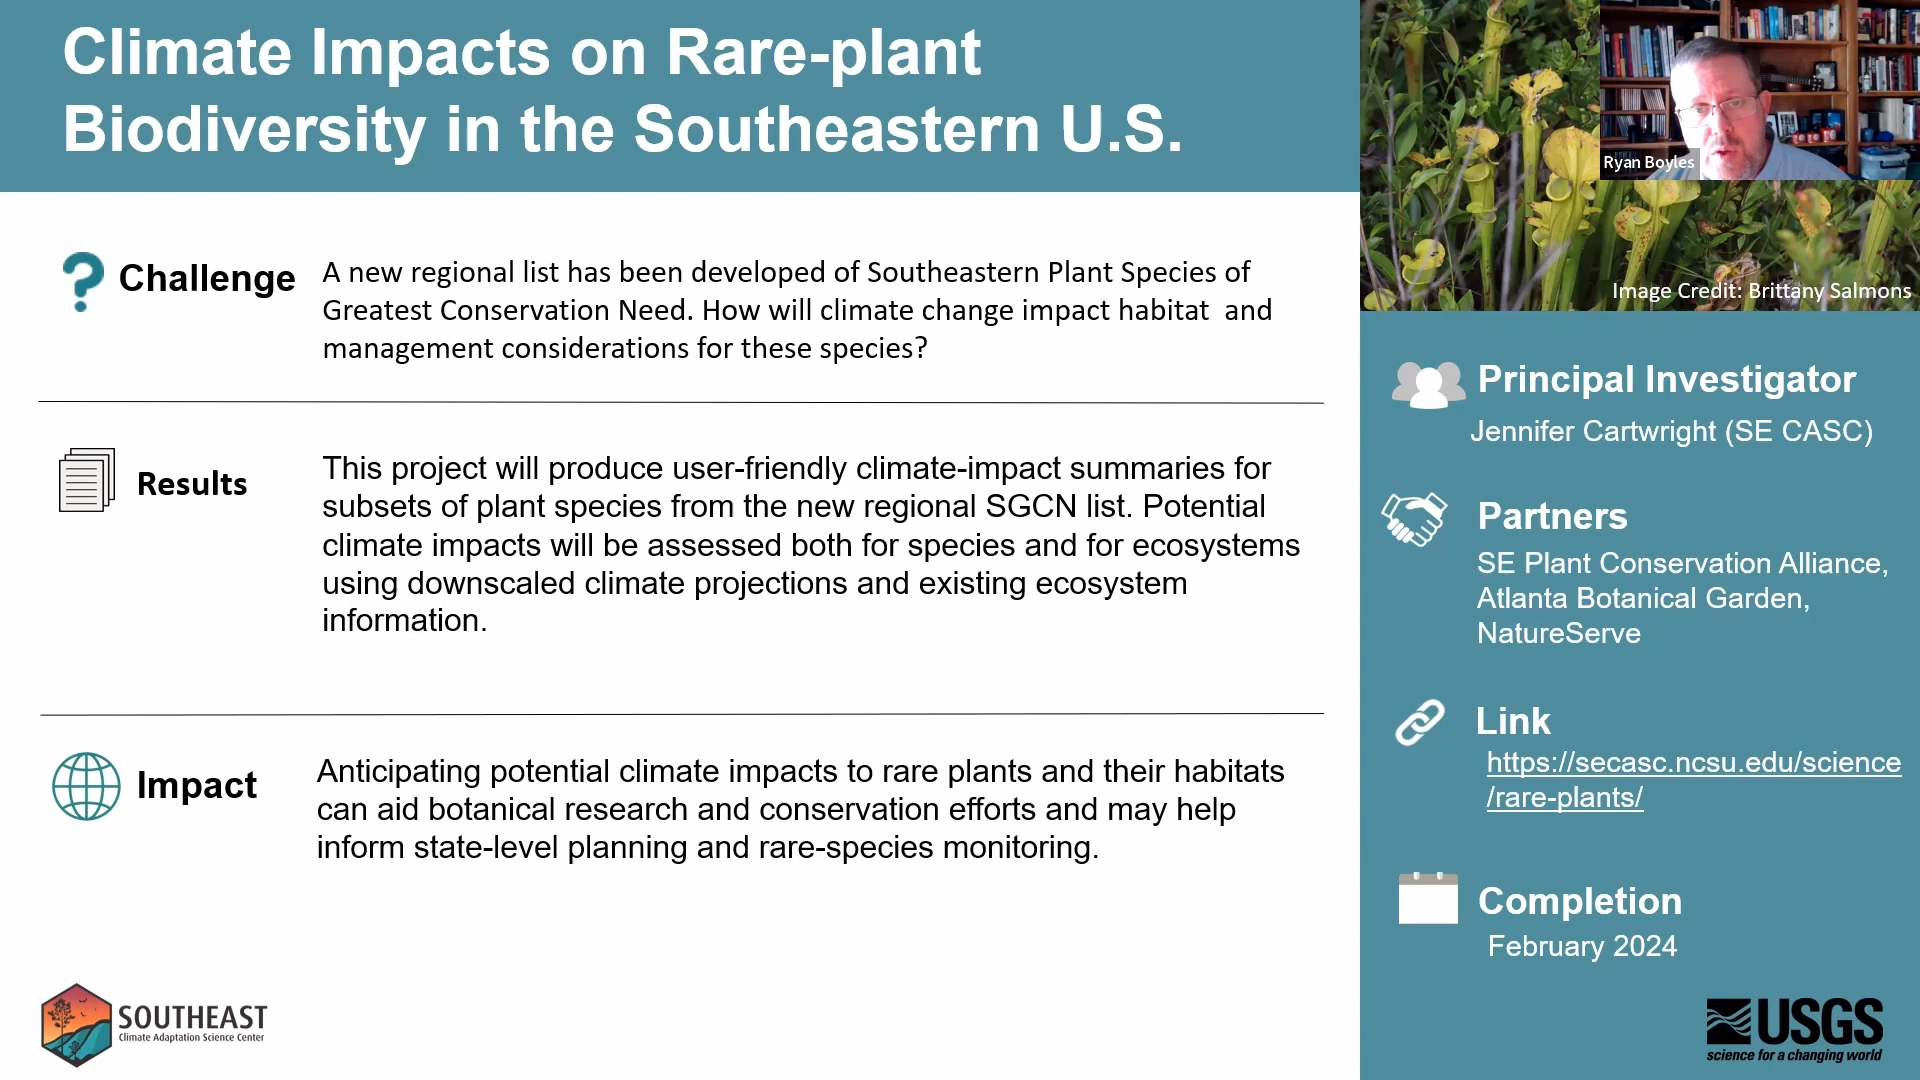 Climate Impacts on Rare-plant
Biodiversity in the Southeastern U.S.
Challenge
A new regional list has been developed of Southeastern Plant Species of
Greatest Conservation Need. How will climate change impact habitat  and
management considerations for these species?
Results
This project will produce user-friendly climate-impact summaries for
subsets of plant species from the new regional SGCN list. Potential
climate impacts will be assessed both for species and for ecosystems
using downscaled climate projections and existing ecosystem
information.
Impact
Anticipating potential climate impacts to rare plants and their habitats
can aid botanical research and conservation efforts and may help
inform state-level planning and rare-species monitoring.
SOUTHEAST
Climate Adaptation Science Center
Ryan Boyles
Image Credit: Brittany Salmons
Principal Investigator
Jennifer Cartwright (SE CASC)
Partners
SE Plant Conservation Alliance,
Atlanta Botanical Garden,
NatureServe
Link
https://secasc.ncsu.edu/science
/rare-plants/
Completion
February 2024
USGS
science for a changing world